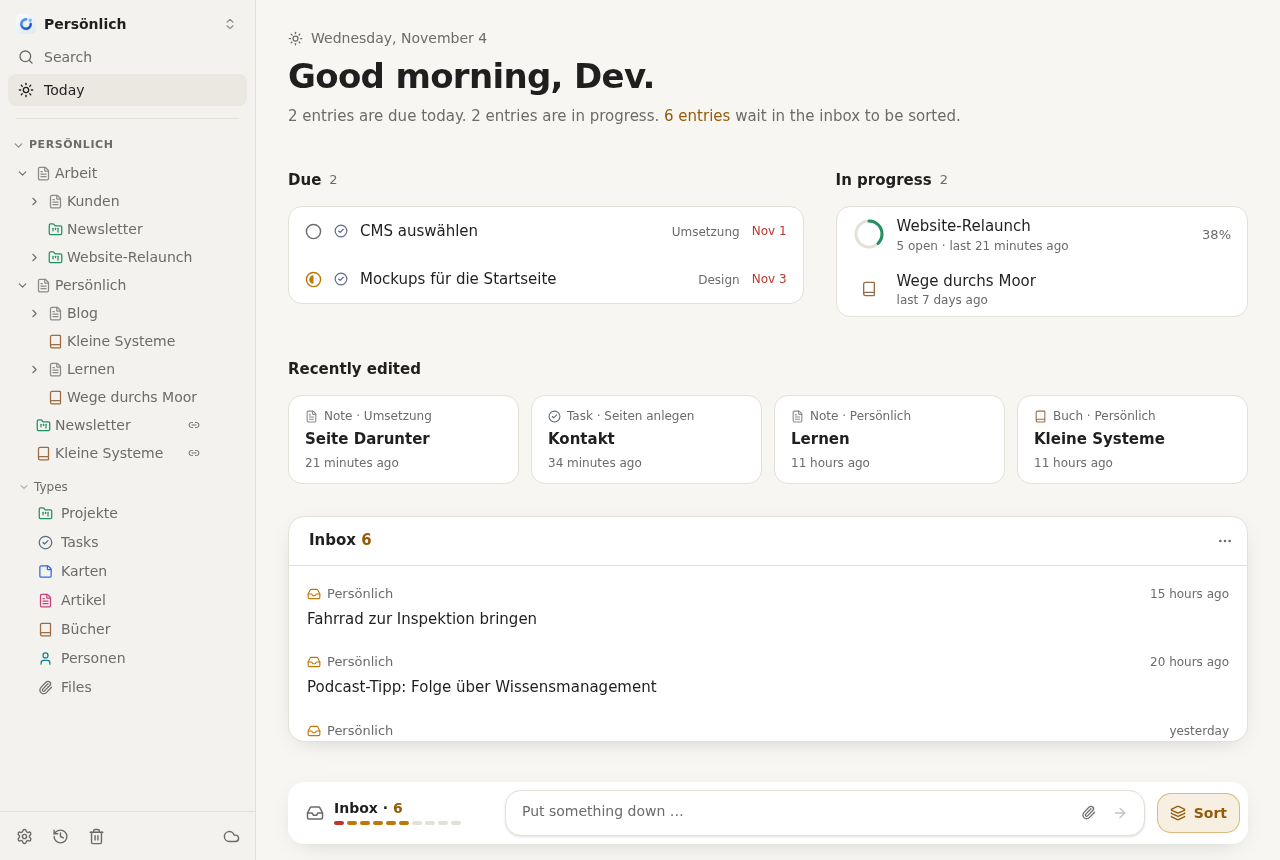 Persönlich
Search
Today
PERSÖNLICH
Arbeit
Kunden
Newsletter
Website-Relaunch
Persönlich
Blog
Kleine Systeme
Lernen
Wege durchs Moor
Newsletter
Kleine Systeme
Types
Projekte
Tasks
Karten
Artikel
Bücher
Personen
Files
Wednesday, November 4
Good morning, Dev.
2 entries are due today. 2 entries are in progress. 6 entries wait in the inbox to be sorted.
Due 2
CMS auswählen Umsetzung Nov 1
Mockups für die Startseite Design Nov 3
In progress 2
Website-Relaunch
5 open · last 21 minutes ago
38%
Wege durchs Moor
last 7 days ago
Recently edited
Note · Umsetzung
Seite Darunter
21 minutes ago
Task · Seiten anlegen
Kontakt
34 minutes ago
Note · Persönlich
Lernen
11 hours ago
Buch · Persönlich
Kleine Systeme
11 hours ago
Inbox 6
Persönlich 15 hours ago
Fahrrad zur Inspektion bringen
Persönlich 20 hours ago
Podcast-Tipp: Folge über Wissensmanagement
Persönlich yesterday
Inbox · 6
Put something down …
Sort